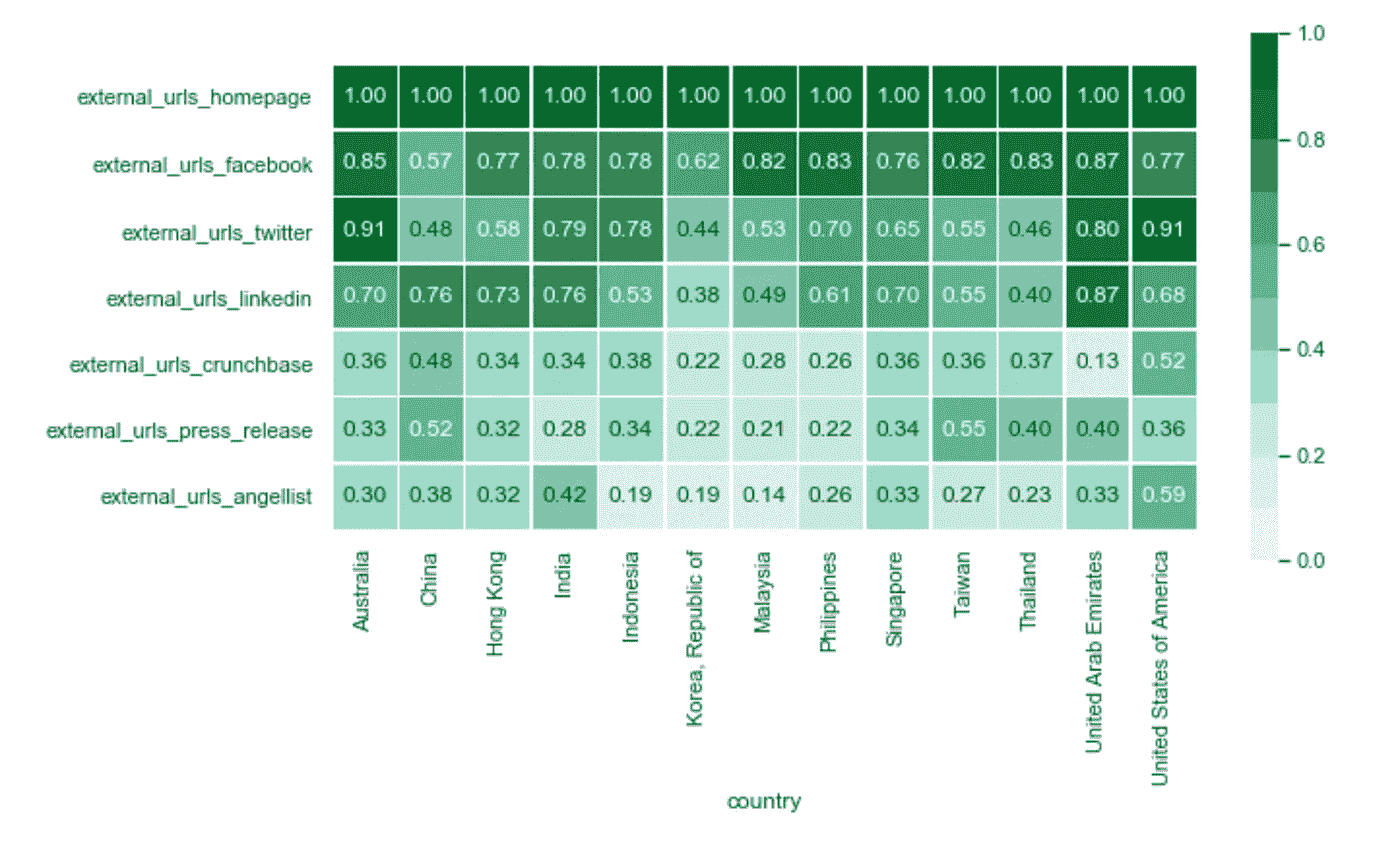 1.0
external_urls_homepage 1.00 1.00 1.00 1.00 1.00 1.00 1.00 1.00 1.00 1.00 1.00 1.00 1.00
0.8
external_urls_facebook 0.85 0.57 0.77 0.78 0.78 0.62 0.82 0.83 0.76 0.82 0.83 0.87 0.77
external_urls_twitter 0.91 0.48 0.58 0.79 0.78 0.44 0.53 0.70 0.65 0.55 0.46 0.80 0.91
0.6
external_urls_linkedin 0.70 0.76 0.73 0.76 0.53 0.38 0.49 0.61 0.70 0.55 0.40 0.87 0.68
0.4
external_urls_crunchbase 0.36 0.48 0.34 0.34 0.38 0.22 0.28 0.26 0.36 0.36 0.37 0.13 0.52
external_urls_press_release 0.33 0.52 0.32 0.28 0.34 0.22 0.21 0.22 0.34 0.55 0.40 0.40 0.36
0.2
external_urls_angellist 0.30 0.38 0.32 0.42 0.19 0.19 0.14 0.26 0.33 0.27 0.23 0.33 0.59
0.0
Australia
China
Hong Kong
India
Indonesia
Korea, Republic of
Malaysia
Philippines
Singapore
Taiwan
Thailand
United Arab Emirates
United States of America
country